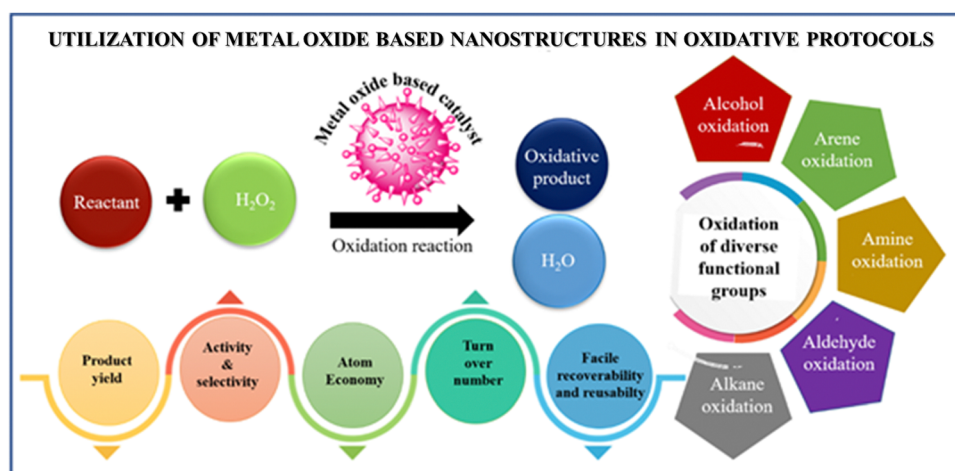 UTILIZATION OF METAL OXIDE BASED NANOSTRUCTURES IN OXIDATIVE PROTOCOLS
Metal oxide based catalyst
Reactant
+
H₂O₂
Oxidation reaction
Oxidative
product
H₂O
Product
yield
Activity
&
selectivity
Atom
Economy
Turn
over
number
Facile
recoverability
and reusabilty
Oxidation
of diverse
functional
groups
Alcohol
oxidation
Arene
oxidation
Amine
oxidation
Aldehyde
oxidation
Alkane
oxidation